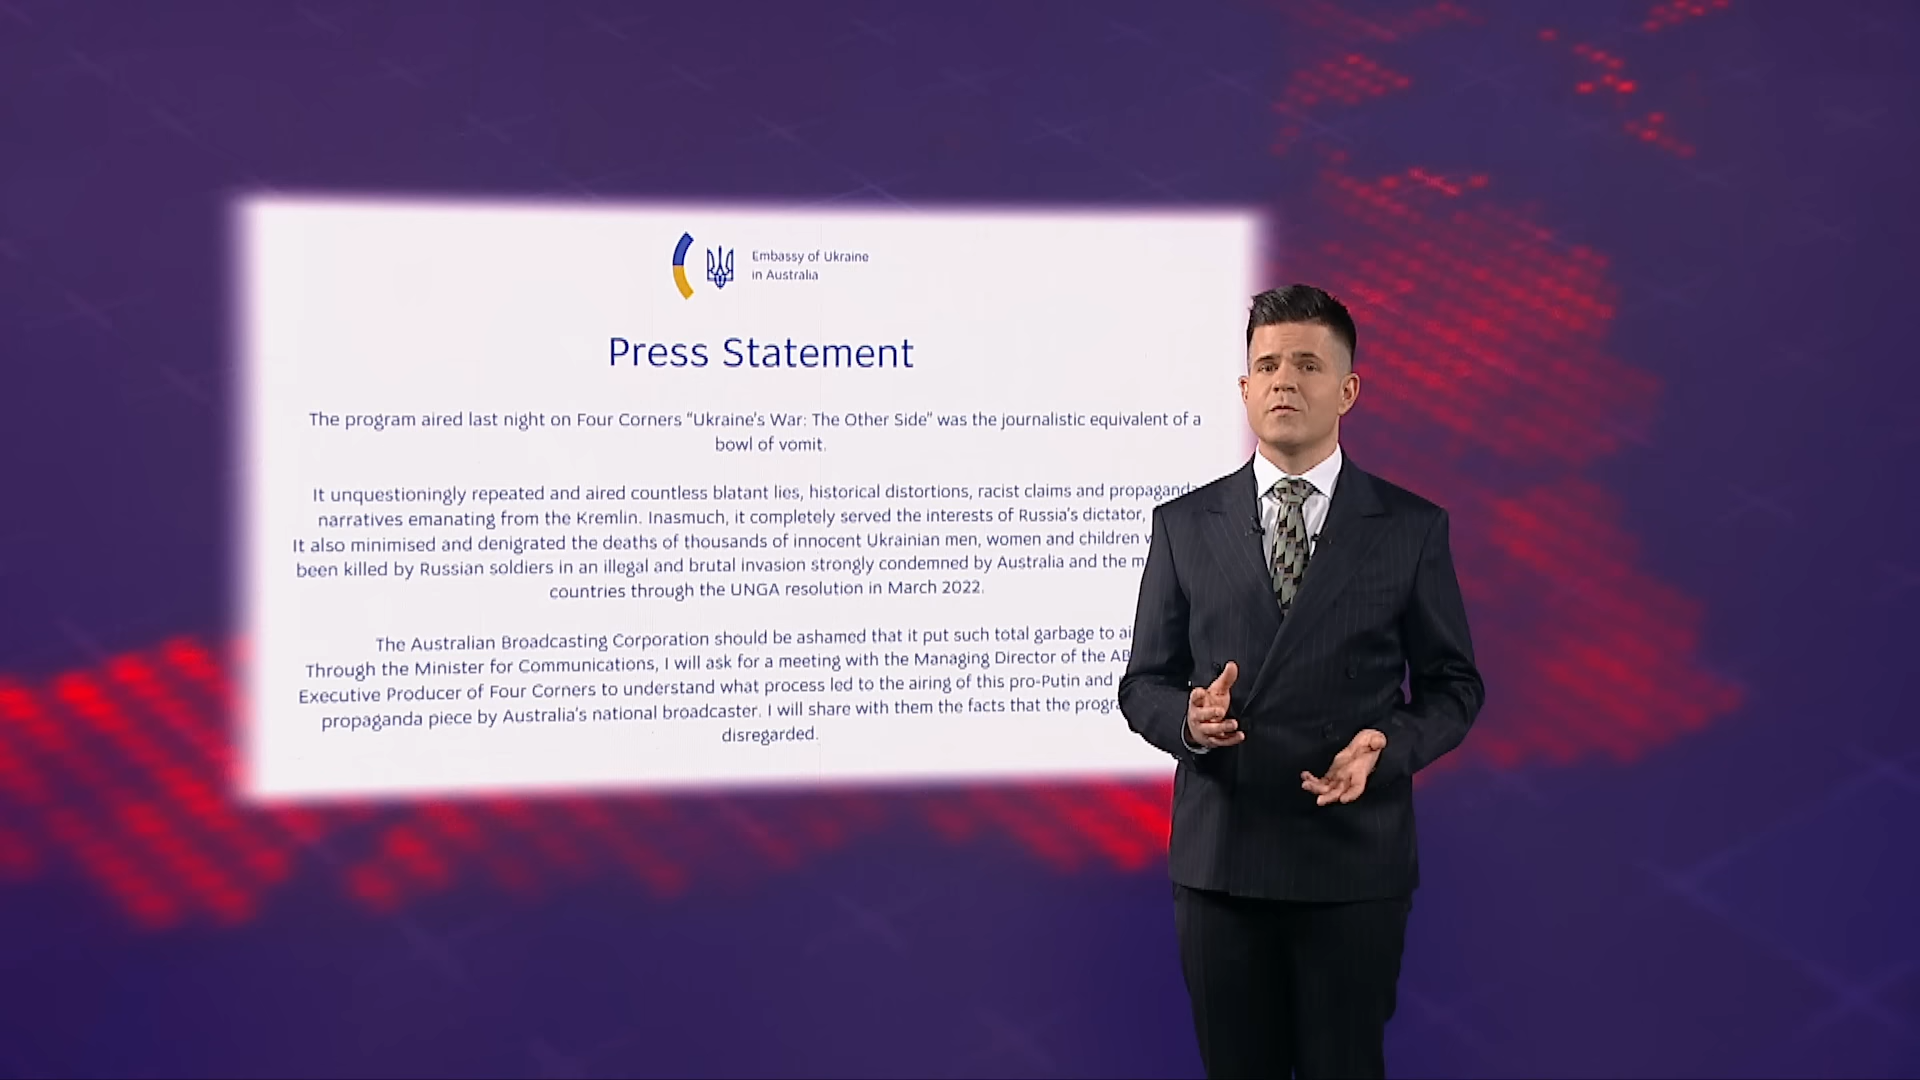 Embassy of Ukraine
in Australia
Press Statement
The program aired last night on Four Corners "Ukraine's War: The Other Side" was the journalistic equivalent of a
bowl of vomit.
It unquestioningly repeated and aired countless blatant lies, historical distortions, racist claims and propaganda
narratives emanating from the Kremlin. Inasmuch, it completely served the interests of Russia's dictator,
It also minimised and denigrated the deaths of thousands of innocent Ukrainian men, women and children
been killed by Russian soldiers in an illegal and brutal invasion strongly condemned by Australia and the
countries through the UNGA resolution in March 2022.
The Australian Broadcasting Corporation should be ashamed that it put such total garbage to
Through the Minister for Communications, I will ask for a meeting with the Managing Director of the
Executive Producer of Four Corners to understand what process led to the airing of this pro-Putin and
propaganda piece by Australia's national broadcaster. I will share with them the facts that the
disregarded.